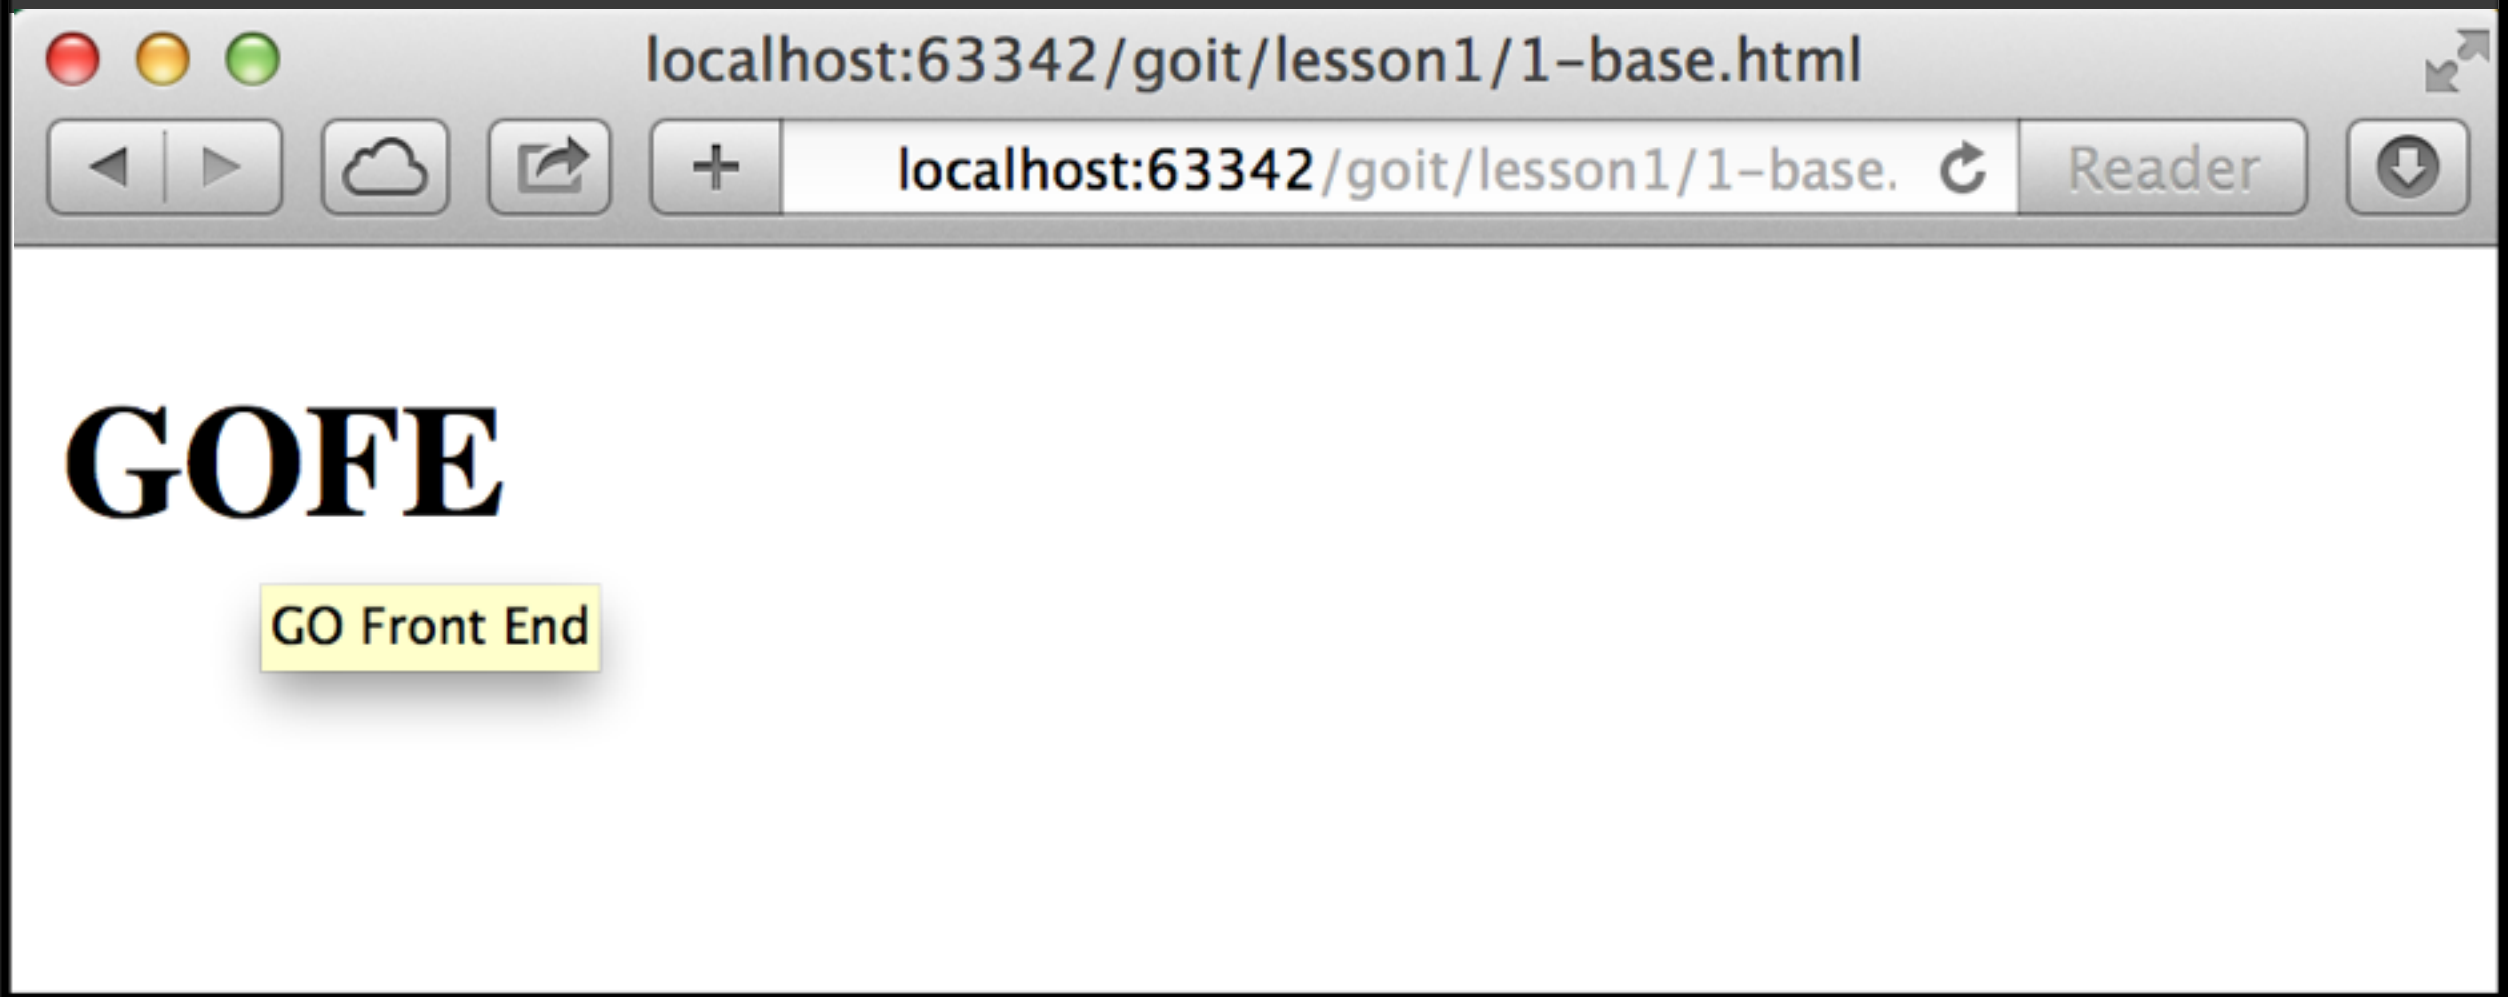 localhost:63342/goit/lesson1/1-base.html
localhost:63342/goit/lesson1/1-base.
Reader
GOFE
GO Front End